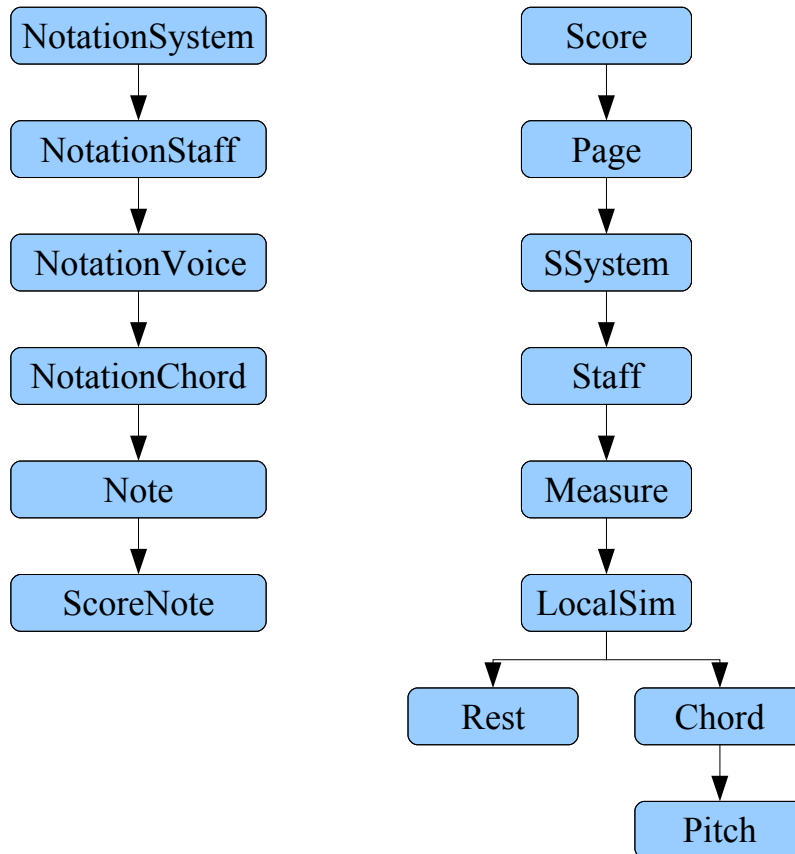 NotationSystem
NotationStaff
NotationVoice
NotationChord
Note
ScoreNote
Score
Page
SSystem
Staff
Measure
LocalSim
Rest
Chord
Pitch